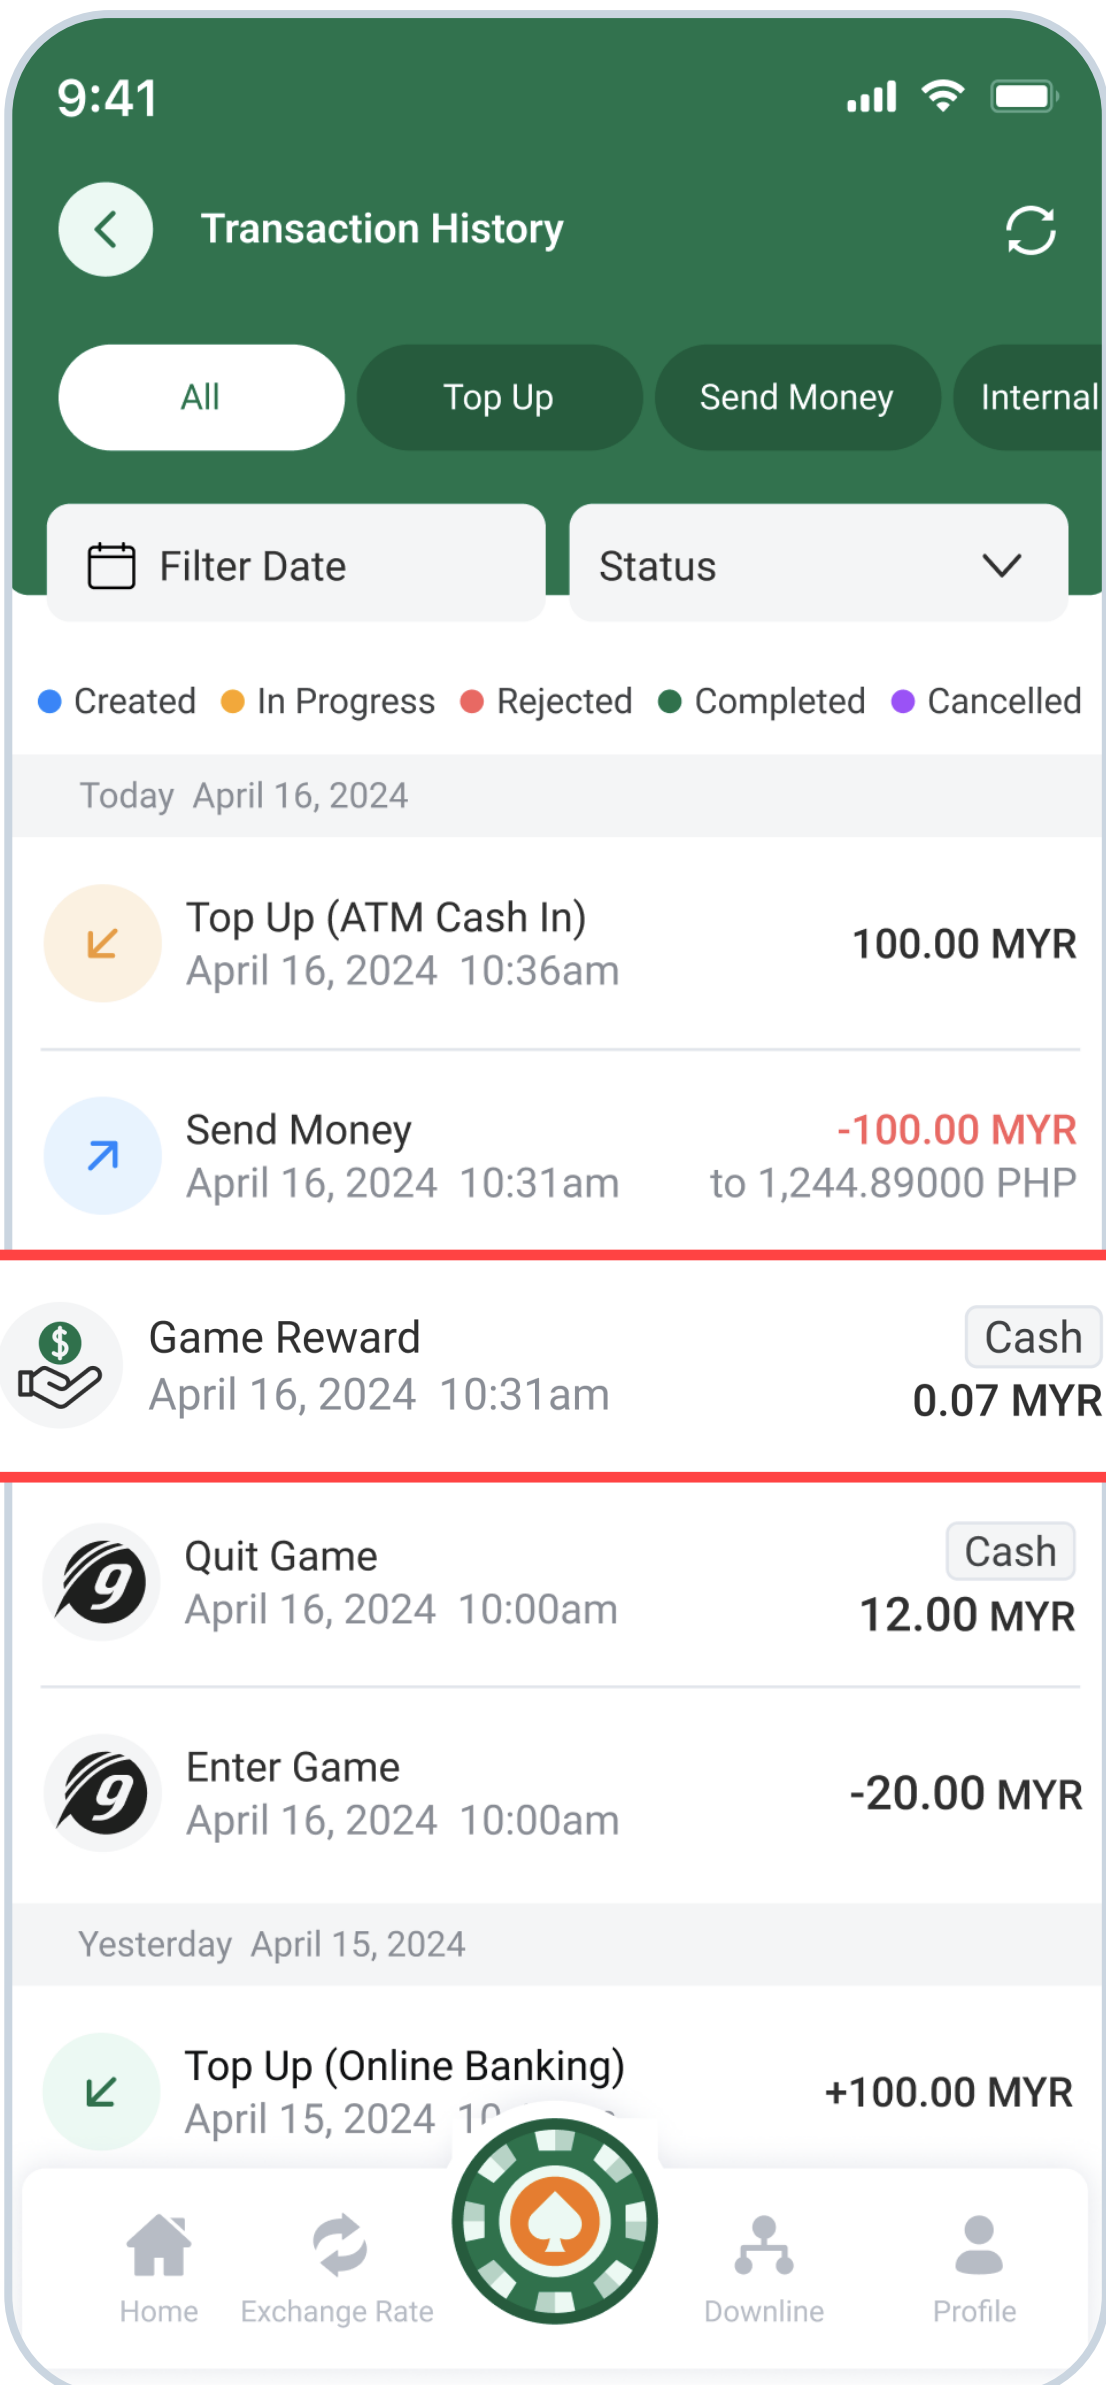 9:41
Transaction History
All Top Up Send Money Internal
Filter Date Status
Created In Progress Rejected Completed Cancelled
Today April 16, 2024
Top Up (ATM Cash In)
100.00 MYR
April 16, 2024 10:36am
Send Money -100.00 MYR
April 16, 2024 10:31am to 1,244.89000 PHP
$
Game Reward Cash
April 16, 2024 10:31am 0.07 MYR
g
Quit Game Cash
April 16, 2024 10:00am 12.00 MYR
g
Enter Game
-20.00 MYR
April 16, 2024 10:00am
Yesterday April 15, 2024
Top Up (Online Banking)
+100.00 MYR
April 15, 2024
Home Exchange Rate Downline Profile